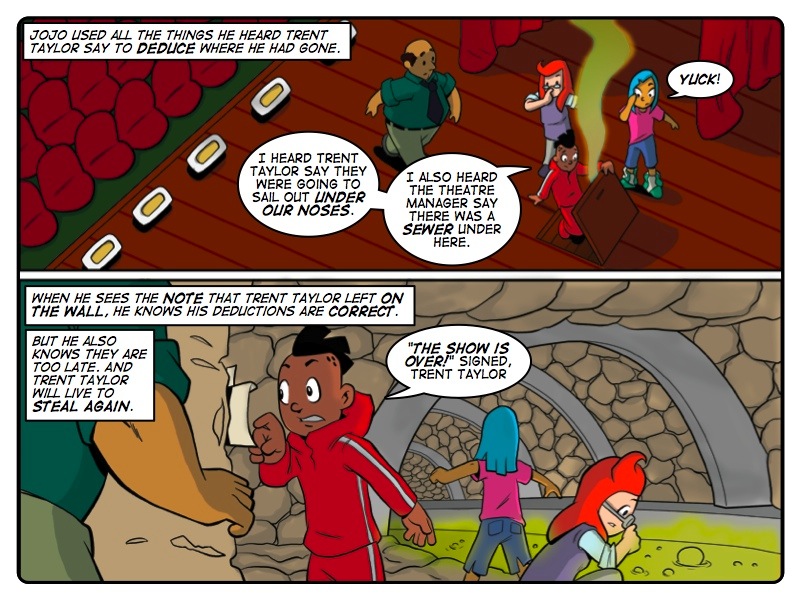 JOJO USED ALL THE THINGS HE HEARD TRENT
TAYLOR SAY TO DEDUCE WHERE HE HAD GONE.
YUCK!
I HEARD TRENT
TAYLOR SAY THEY
WERE GOING TO
SAIL OUT UNDER
OUR NOSES.
I ALSO HEARD
THE THEATRE
MANAGER SAY
THERE WAS A
SEWER UNDER
HERE.
WHEN HE SEES THE NOTE THAT TRENT TAYLOR LEFT ON
THE WALL, HE KNOWS HIS DEDUCTIONS ARE CORRECT.
BUT HE ALSO
KNOWS THEY ARE
TOO LATE. AND
TRENT TAYLOR
WILL LIVE TO
STEAL AGAIN.
"THE SHOW IS
OVER!" SIGNED,
TRENT TAYLOR